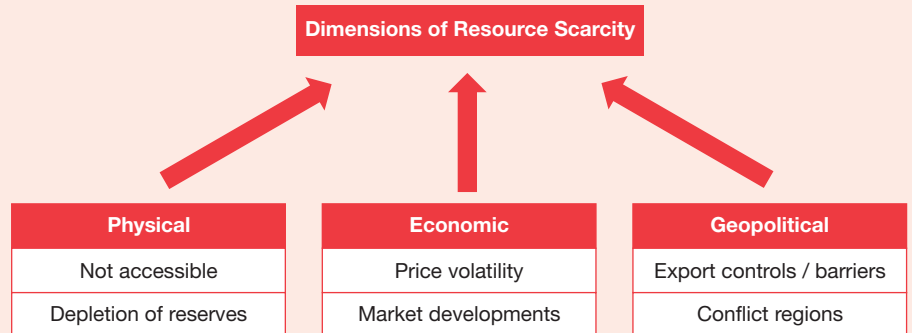 Dimensions of Resource Scarcity
Physical
Not accessible
Depletion of reserves
Economic
Price volatility
Market developments
Geopolitical
Export controls / barriers
Conflict regions